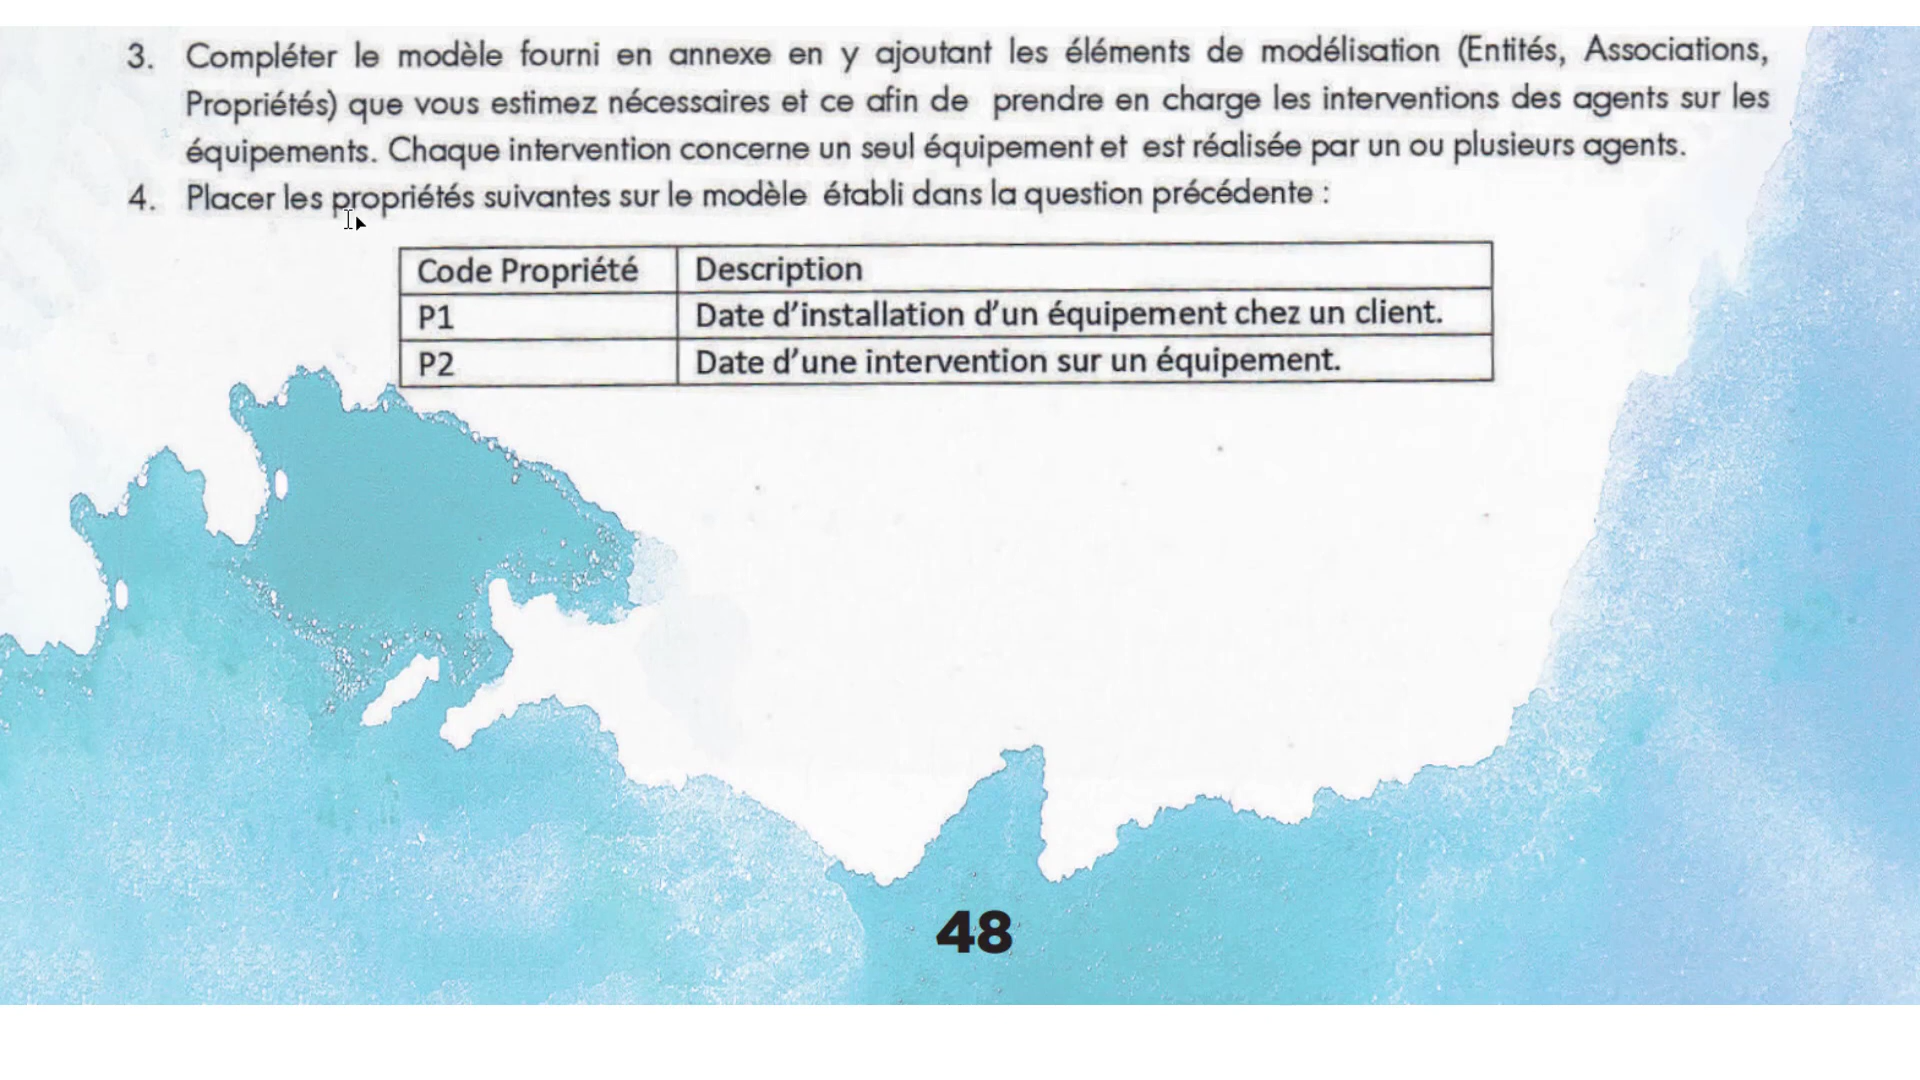 3. Compléter le modèle fourni en annexe en y ajoutant les éléments de modélisation (Entités, Associations,
Propriétés) que vous estimez nécessaires et ce afin de prendre en charge les interventions des agents sur les
équipements. Chaque intervention concerne un seul équipement et est réalisée par un ou plusieurs agents.
4. Placer les propriétés suivantes sur le modèle établi dans la question précédente :
Code Propriété Description
P1 Date d'installation d'un équipement chez un client.
P2 Date d'une intervention sur un équipement.
48